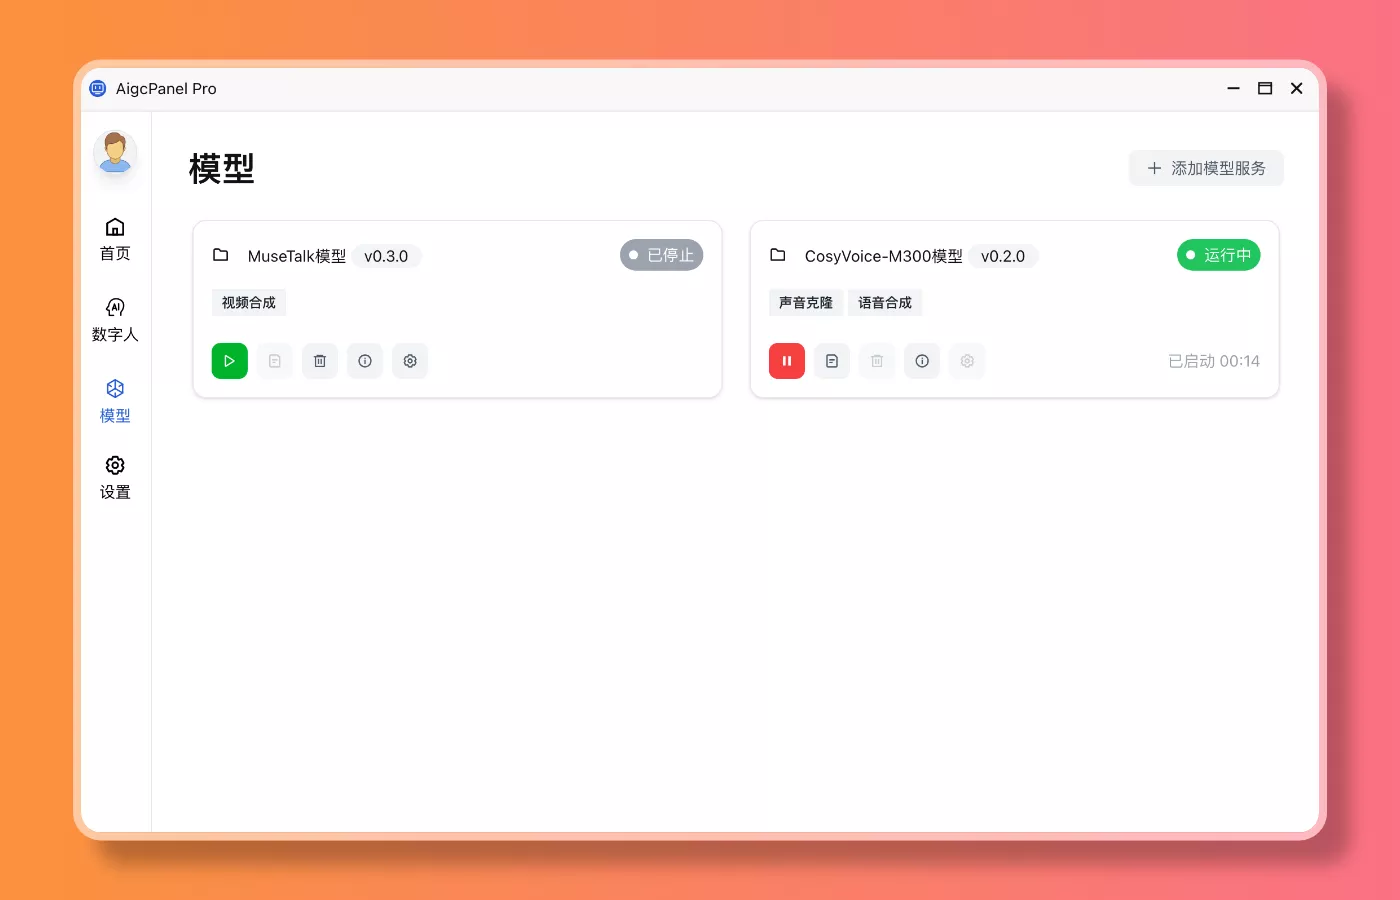 AigcPanel Pro
首页
数字人
模型
设置
模型
添加模型服务
MuseTalk模型 v0.3.0
已停止
视频合成
CosyVoice-M300模型 v0.2.0
运行中
声音克隆 语音合成
已启动 00:14